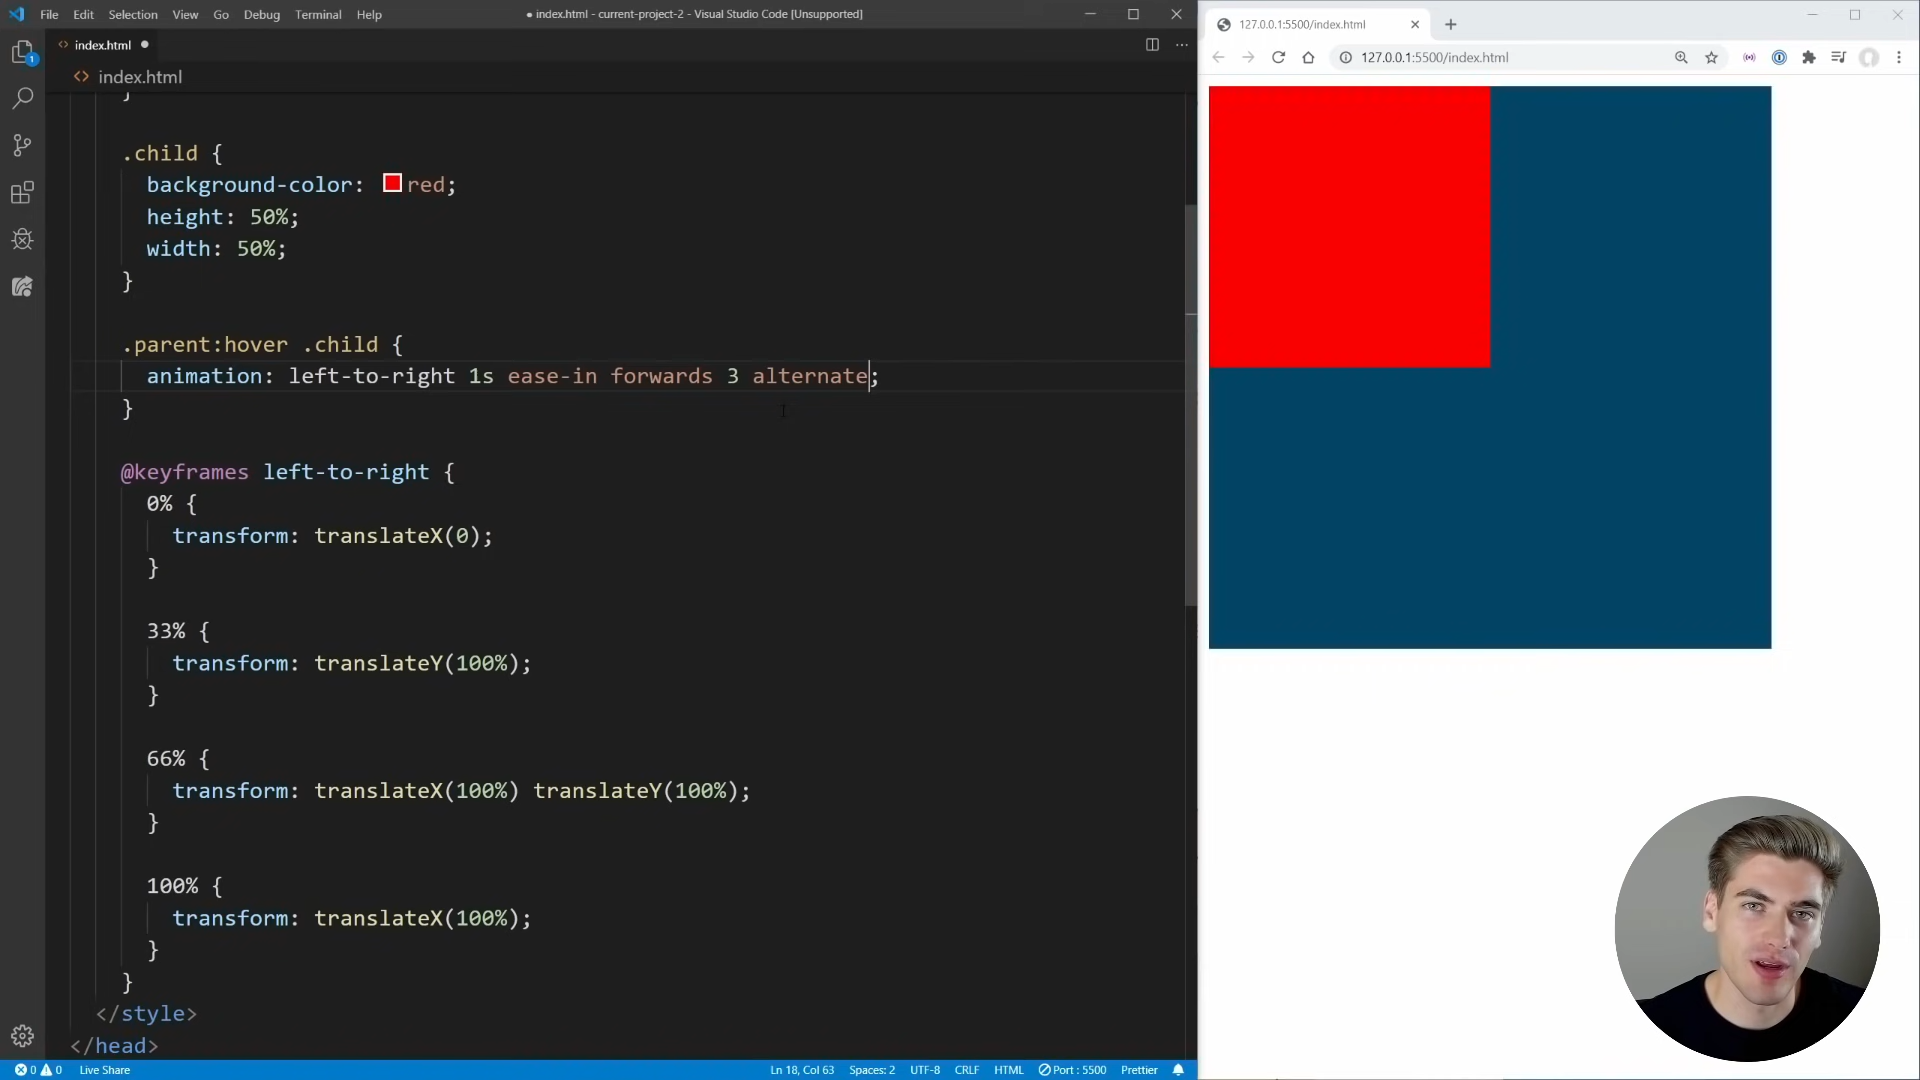 File Edit Selection View Go Debug Terminal Help
● index.html - current-project-2 - Visual Studio Code [Unsupported]
<> index.html ●
<> index.html
1
}
.child {
background-color: red;
height: 50%;
width: 50%;
}
.parent:hover .child {
animation: left-to-right 1s ease-in forwards 3 alternate;
}
@keyframes left-to-right {
0% {
transform: translateX(0);
}
33% {
transform: translateY(100%);
}
66% {
transform: translateX(100%) translateY(100%);
}
100% {
transform: translateX(100%);
}
}
</style>
</head>
0 0 Live Share
Ln 18, Col 63 Spaces: 2 UTF-8 CRLF HTML Port : 5500 Prettier
127.0.0.1:5500/index.html
127.0.0.1:5500/index.html